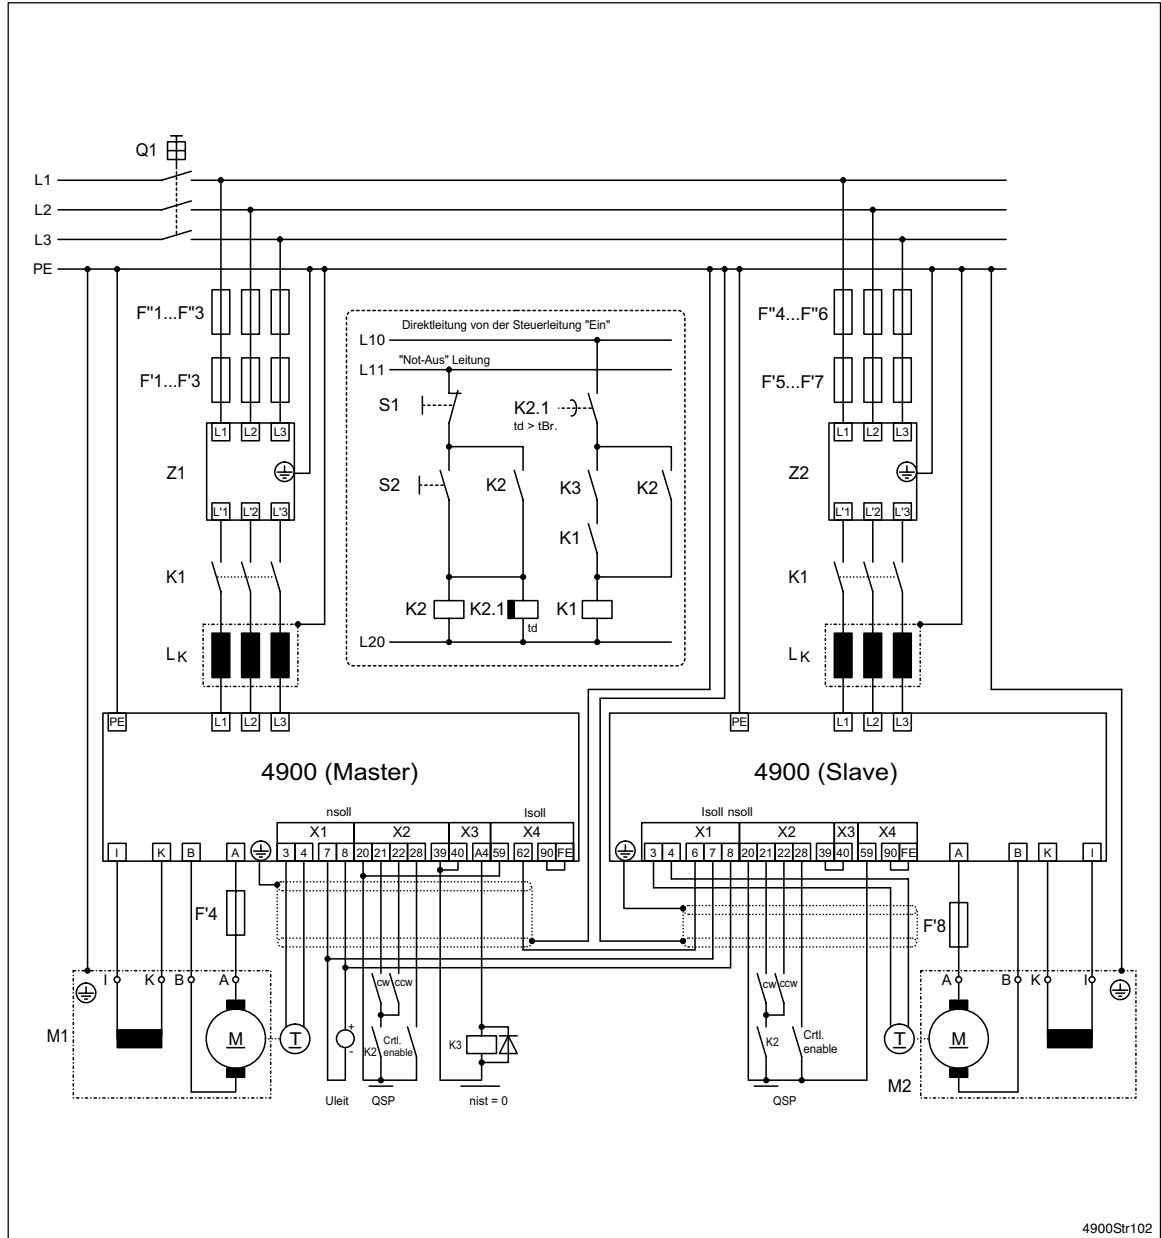 Q1
L1
L2
L3
PE
F"1...F"3
F"4...F"6
Direktleitung von der Steuerleitung "Ein"
L10
"Not-Aus" Leitung
L11
F'1...F'3
F'5...F'7
S1
K2.1
td > tBr.
L1 L2 L3
L1 L2 L3
Z1
Z2
S2
K2
K3
K2
L'1 L'2 L'3
L'1 L'2 L'3
K1
K1
K1
K2
K2.1
K1
td
L20
LK
LK
PE
L1 L2 L3
PE
L1 L2 L3
4900 (Master)
4900 (Slave)
nsoll
Isoll
Isoll nsoll
X1 X2 X3 X4
X1 X2 X3 X4
I K B A 3 4 7 8 20 21 22 28 39 40 A4 59 62 90 FE
3 4 6 7 8 20 21 22 28 39 40 59 90 FE A B K I
F'4
F'8
I K B A
cw ccw
cw ccw
A B K I
M1
M
T
+
-
K2
Crtl.
enable
K3
K2
Crtl.
enable
T
M
M2
Uleit
QSP
nist = 0
QSP
4900Str102